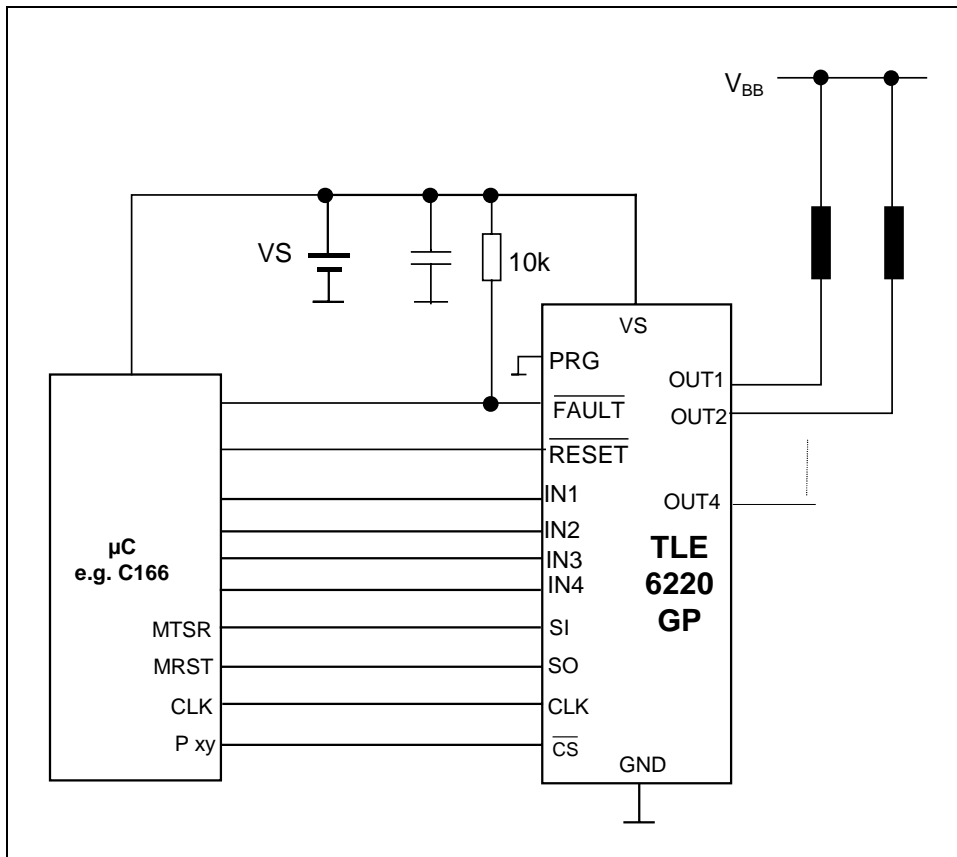 V_BB
VS
10k
VS
PRG
OUT1
FAULT
OUT2
RESET
IN1
OUT4
IN2
IN3
IN4
µC
e.g. C166
TLE
6220
GP
MTSR
SI
MRST
SO
CLK
CLK
P xy
CS
GND